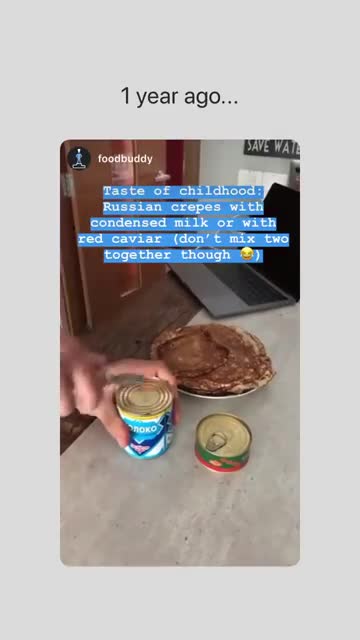 1 year ago...
foodbuddy
SAVE WATE
Taste of childhood:
Russian crepes with
condensed milk or with
red caviar (don't mix two
together though 😂)
ОЛОКО